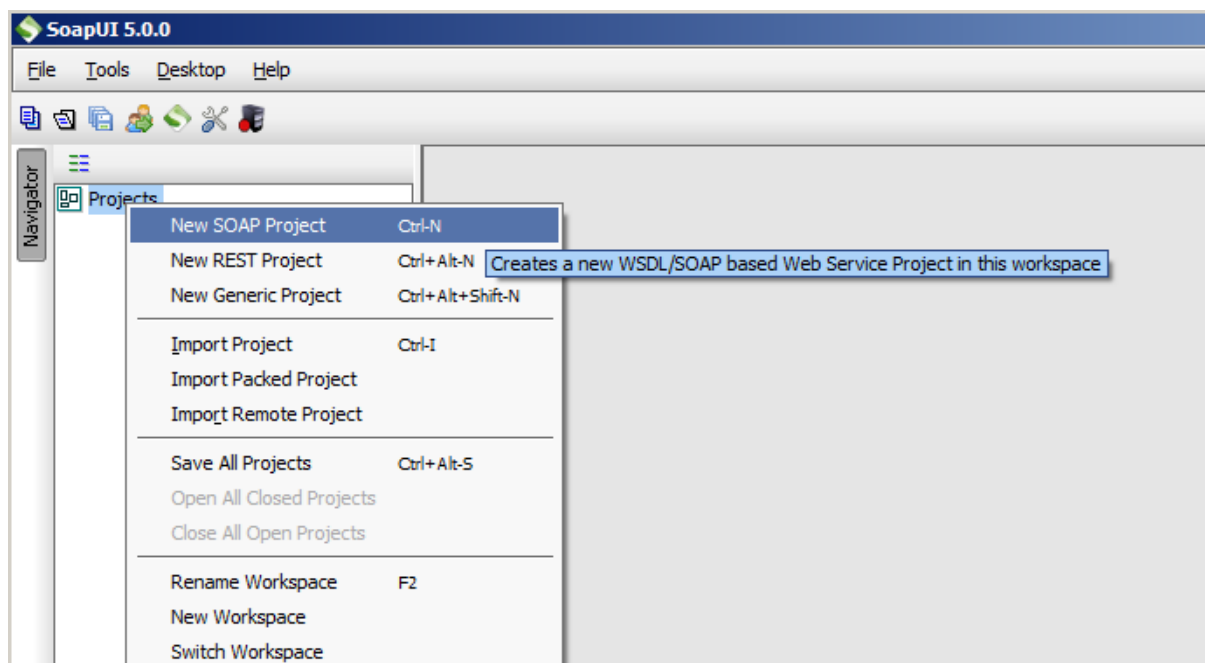 SoapUI 5.0.0
File Tools Desktop Help
Navigator
Projects
New SOAP Project Ctrl-N
New REST Project Ctrl+Alt-N
Creates a new WSDL/SOAP based Web Service Project in this workspace
New Generic Project Ctrl+Alt+Shift-N
Import Project Ctrl-I
Import Packed Project
Import Remote Project
Save All Projects Ctrl+Alt-S
Open All Closed Projects
Close All Open Projects
Rename Workspace F2
New Workspace
Switch Workspace